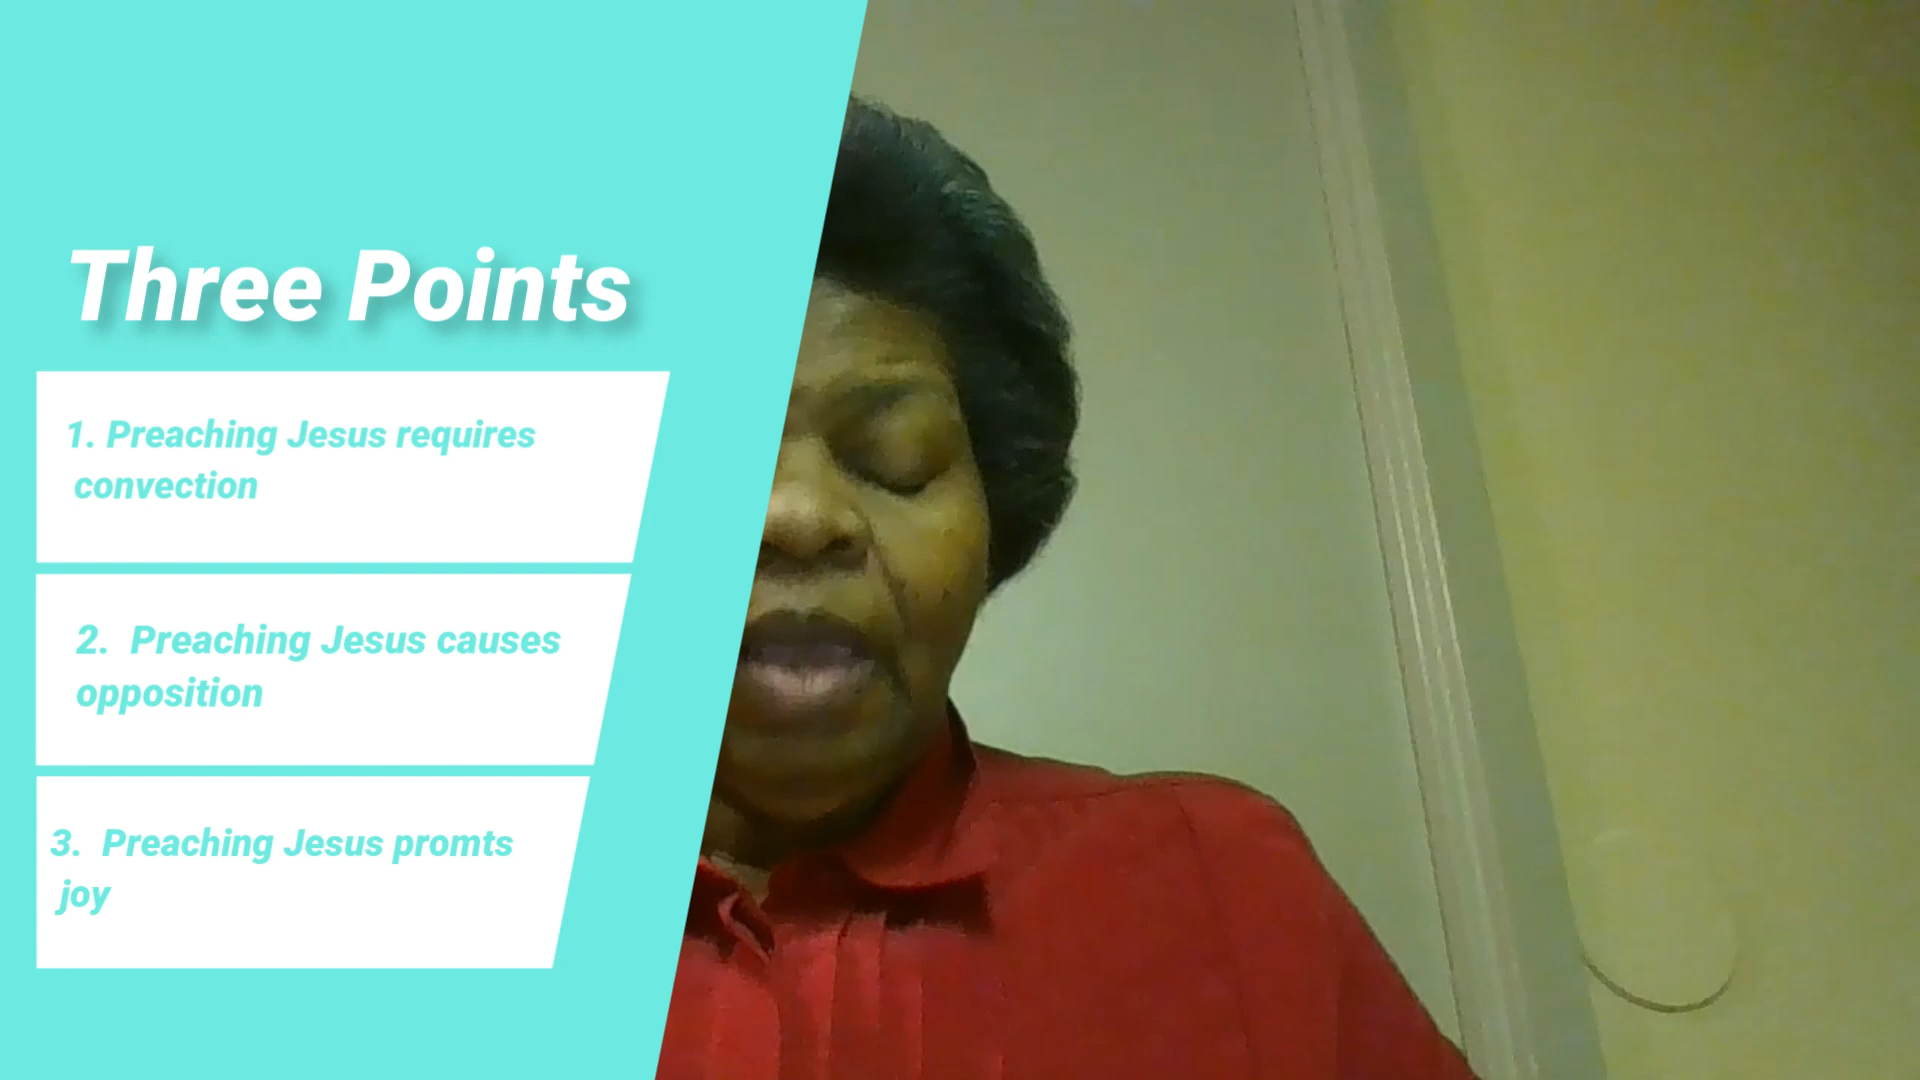 Three Points
1. Preaching Jesus requires
convection
2. Preaching Jesus causes
opposition
3. Preaching Jesus promts
joy